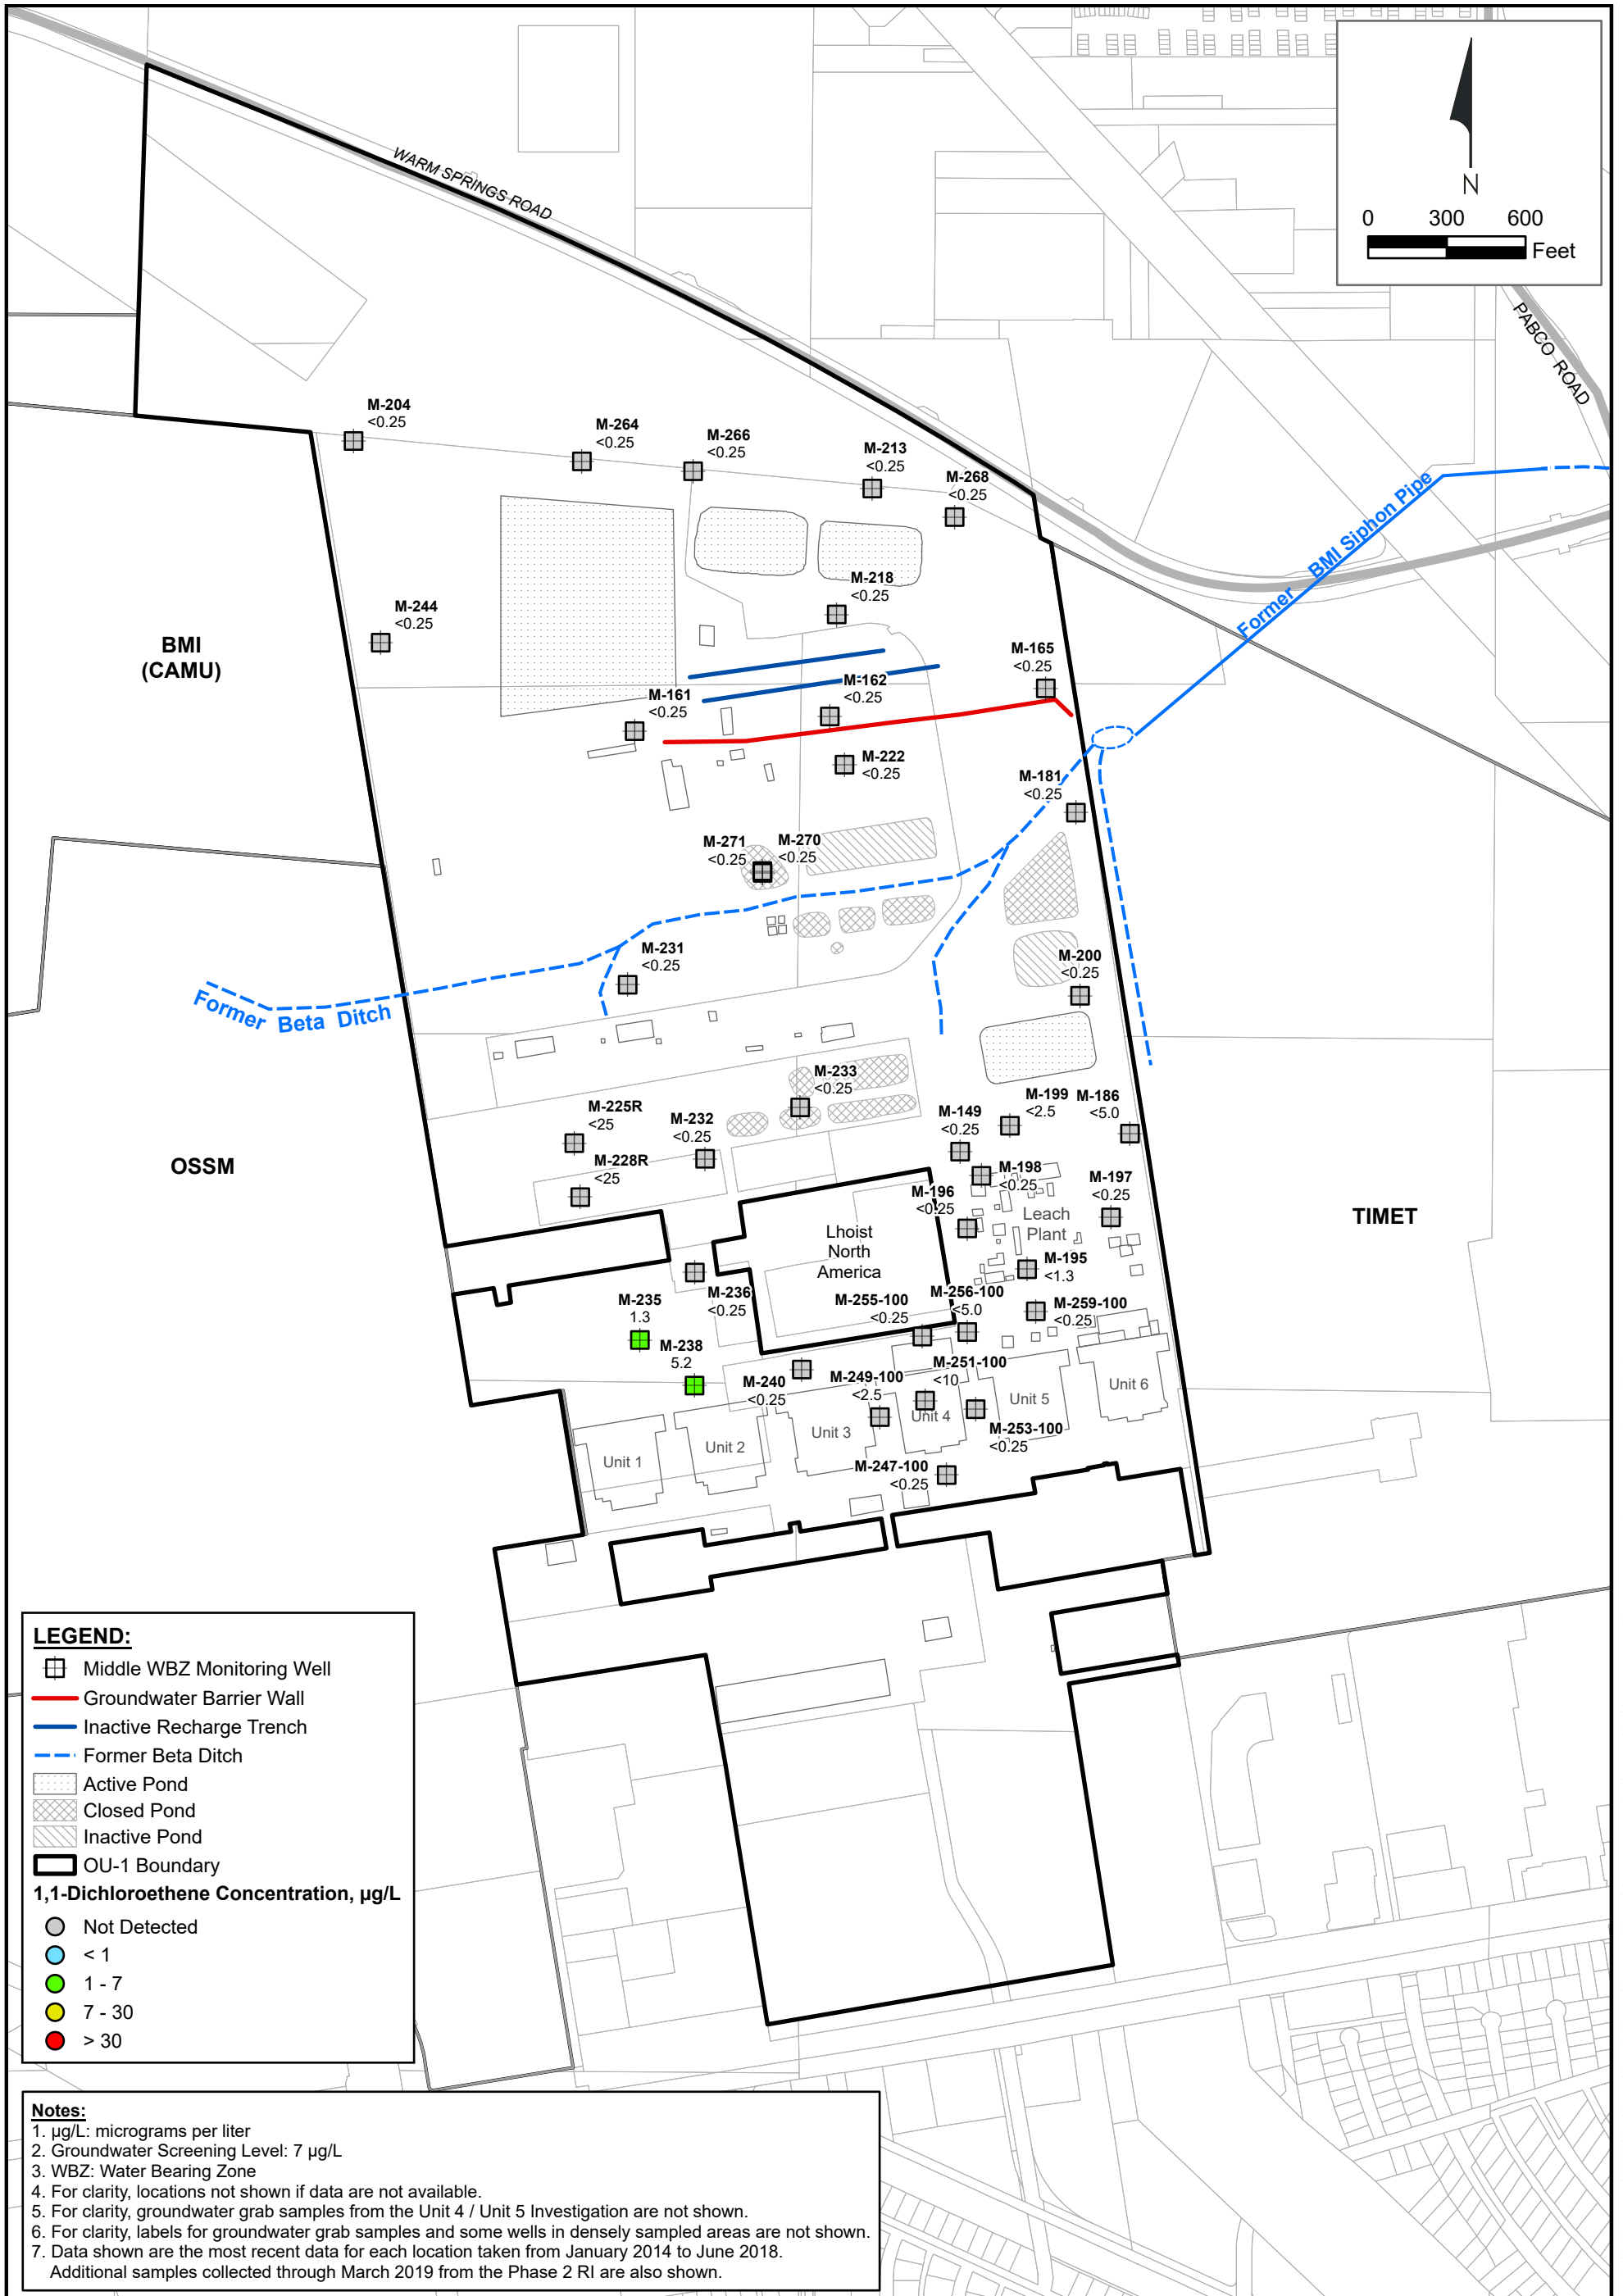 WARM SPRINGS ROAD
N
0 300 600
Feet
PABCO ROAD
M-204
<0.25
M-264
<0.25
M-266
<0.25
M-213
<0.25
M-268
<0.25
Former BMI Siphon Pipe
M-218
<0.25
M-244
<0.25
BMI
(CAMU)
M-165
<0.25
M-161
<0.25
M-162
<0.25
M-222
<0.25
M-181
<0.25
M-271
<0.25
M-270
<0.25
M-231
<0.25
M-200
<0.25
Former Beta Ditch
M-233
<0.25
M-225R
<25
M-232
<0.25
M-149
<0.25
M-199
<2.5
M-186
<5.0
OSSM
M-228R
<25
M-198
<0.25
M-196
<0.25
M-197
<0.25
Leach
Plant
TIMET
Lhoist
North
America
M-195
<1.3
M-236
<0.25
M-235
1.3
M-255-100
<0.25
M-256-100
<5.0
M-259-100
<0.25
M-238
5.2
M-240
<0.25
M-249-100
<2.5
M-251-100
<10
M-253-100
<0.25
Unit 1
Unit 2
Unit 3
Unit 4
Unit 5
Unit 6
M-247-100
<0.25
LEGEND:
Middle WBZ Monitoring Well
Groundwater Barrier Wall
Inactive Recharge Trench
Former Beta Ditch
Active Pond
Closed Pond
Inactive Pond
OU-1 Boundary
1,1-Dichloroethene Concentration, µg/L
Not Detected
< 1
1 - 7
7 - 30
> 30
Notes:
1. µg/L: micrograms per liter
2. Groundwater Screening Level: 7 µg/L
3. WBZ: Water Bearing Zone
4. For clarity, locations not shown if data are not available.
5. For clarity, groundwater grab samples from the Unit 4 / Unit 5 Investigation are not shown.
6. For clarity, labels for groundwater grab samples and some wells in densely sampled areas are not shown.
7. Data shown are the most recent data for each location taken from January 2014 to June 2018.
Additional samples collected through March 2019 from the Phase 2 RI are also shown.